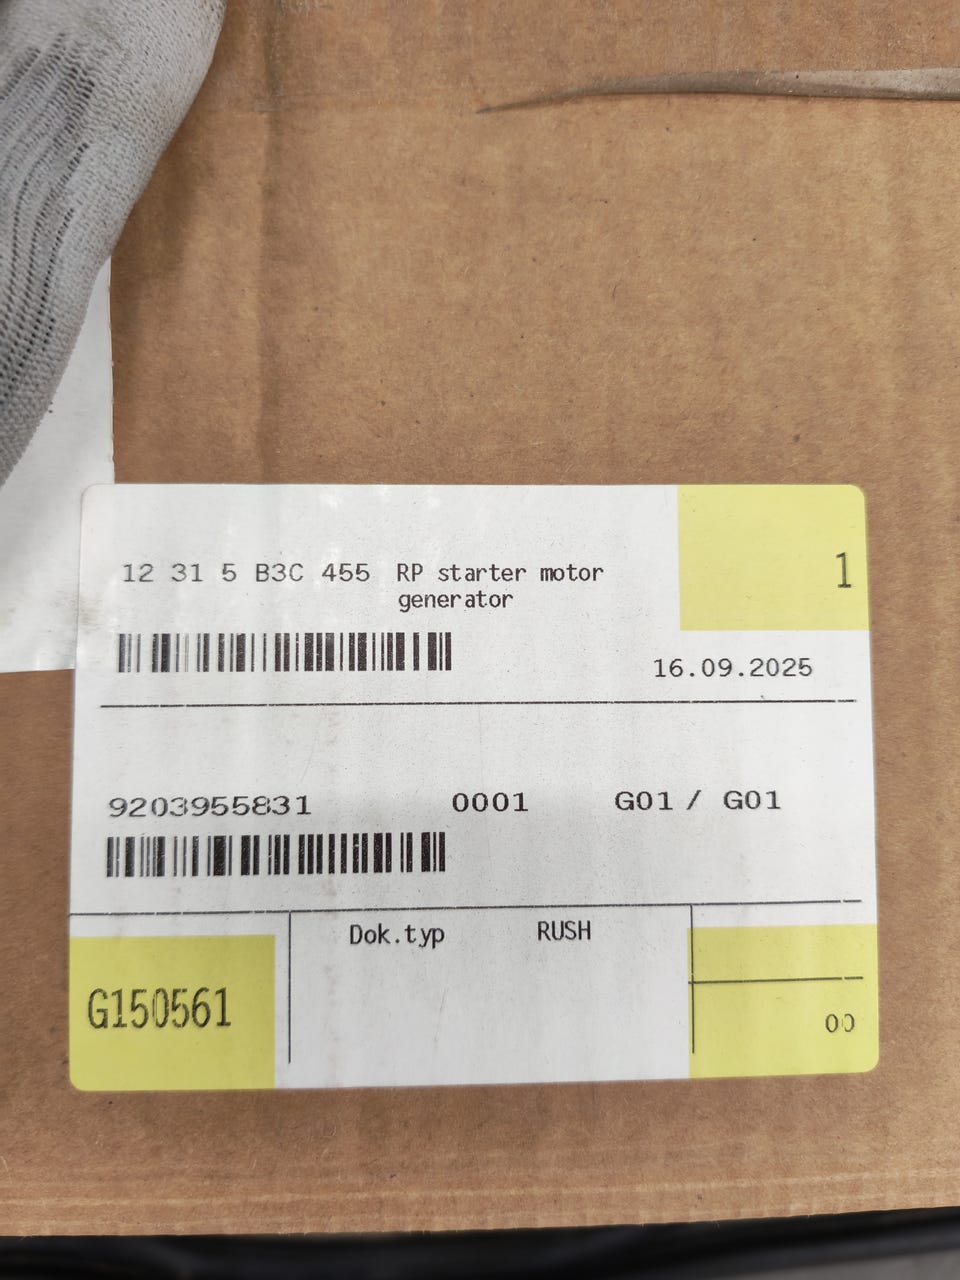 12 31 5 B3C 455 RP starter motor
generator
1
16.09.2025
9203955831 0001 G01 / G01
Dok.typ RUSH
G150561
00